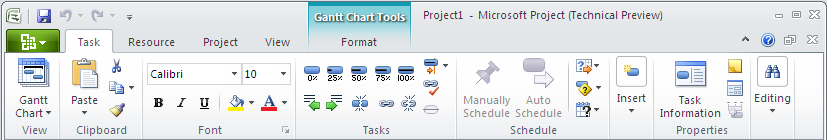 Gantt Chart Tools Project1 - Microsoft Project (Technical Preview)
Task Resource Project View Format
Gantt Chart
Paste
Calibri 10
B I U A
0% 25% 50% 75% 100%
Manually Schedule
Auto Schedule
Insert
Task Information
Editing
View Clipboard Font Tasks Schedule Properties